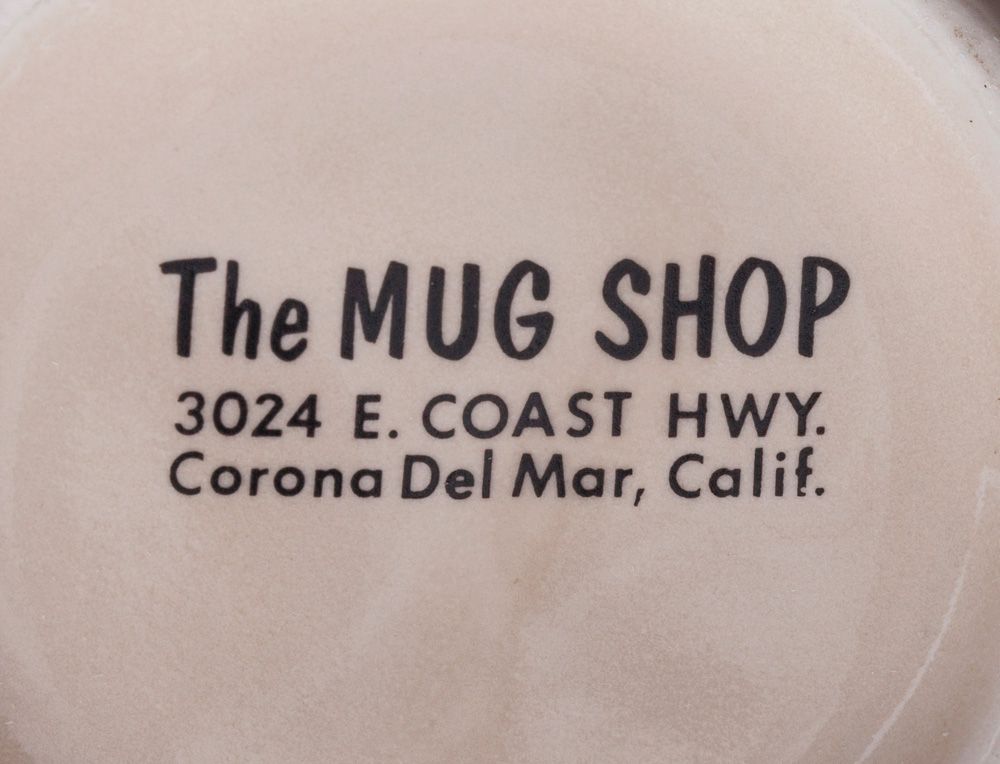 The MUG SHOP
3024 E. COAST HWY.
Corona Del Mar, Calif.